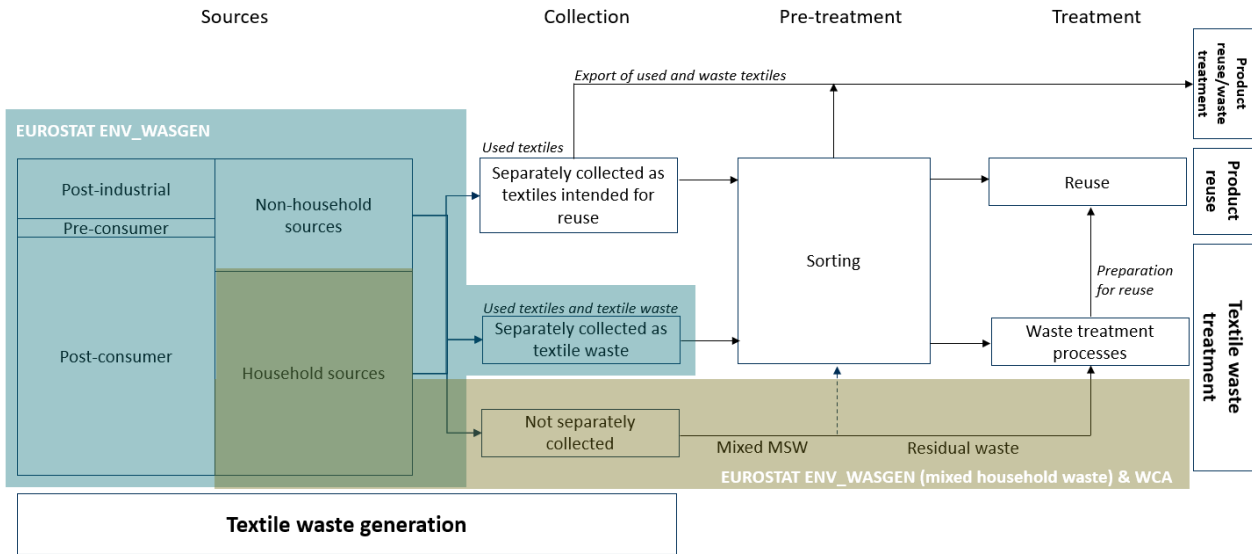 Sources
Collection
Pre-treatment
Treatment
Export of used and waste textiles
Product
reuse/waste
treatment
EUROSTAT ENV_WASGEN
Used textiles
Post-industrial
Pre-consumer
Post-consumer
Non-household
sources
Household sources
Separately collected as
textiles intended for
reuse
Used textiles and textile waste
Separately collected as
textile waste
Not separately
collected
Sorting
Reuse
Product
reuse
Preparation
for reuse
Waste treatment
processes
Textile waste
treatment
Mixed MSW
Residual waste
EUROSTAT ENV_WASGEN (mixed household waste) & WCA
Textile waste generation